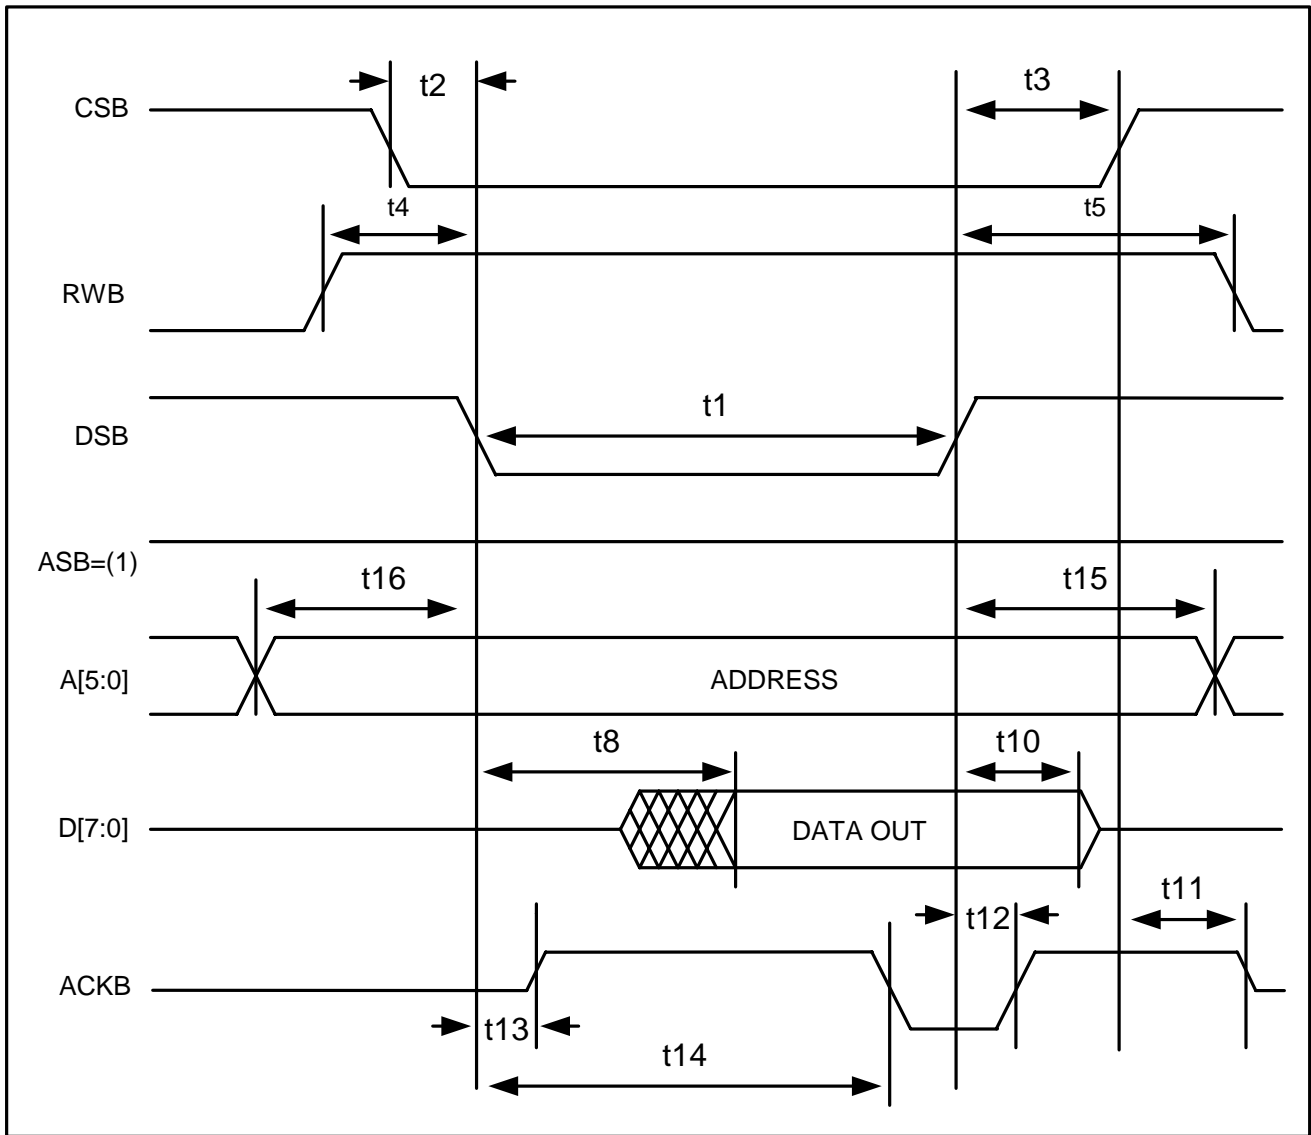 t2
t3
CSB
t4
t5
RWB
t1
DSB
ASB=(1)
t16
t15
A[5:0]
ADDRESS
t8
t10
D[7:0]
DATA OUT
t11
t12
ACKB
t13
t14